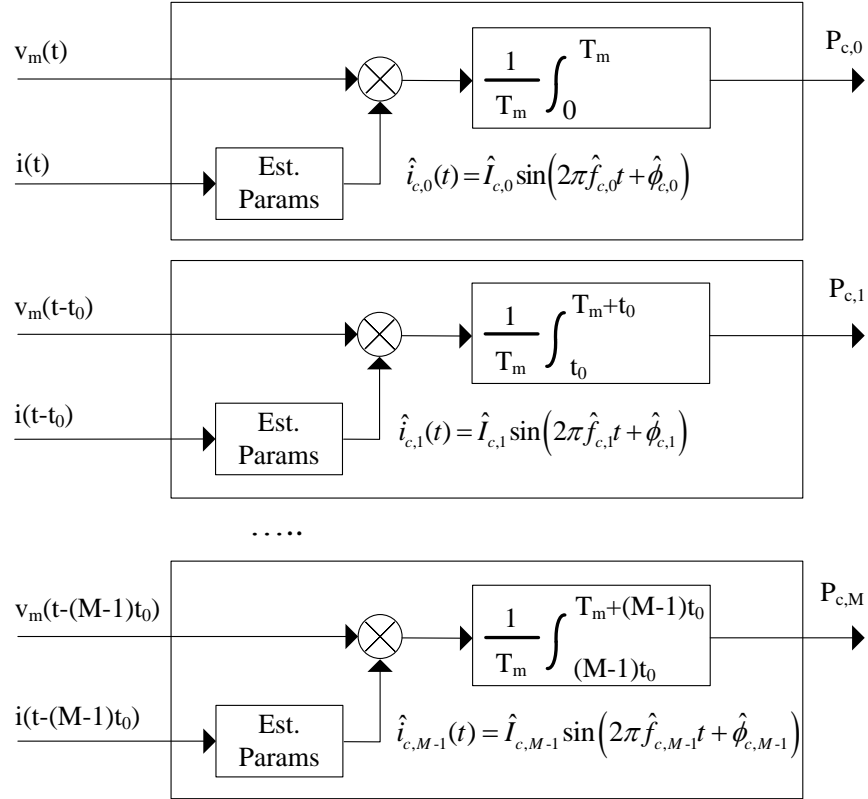 v_m(t)
P_{c,0}
1
T_m
∫
T_m
0
i(t)
Est.
Params
î_{c,0}(t) = Î_{c,0} sin(2π f̂_{c,0} t + φ̂_{c,0})
v_m(t-t_0)
P_{c,1}
1
T_m
∫
T_m+t_0
t_0
i(t-t_0)
Est.
Params
î_{c,1}(t) = Î_{c,1} sin(2π f̂_{c,1} t + φ̂_{c,1})
…..
v_m(t-(M-1)t_0)
P_{c,M}
1
T_m
∫
T_m+(M-1)t_0
(M-1)t_0
i(t-(M-1)t_0)
Est.
Params
î_{c,M-1}(t) = Î_{c,M-1} sin(2π f̂_{c,M-1} t + φ̂_{c,M-1})